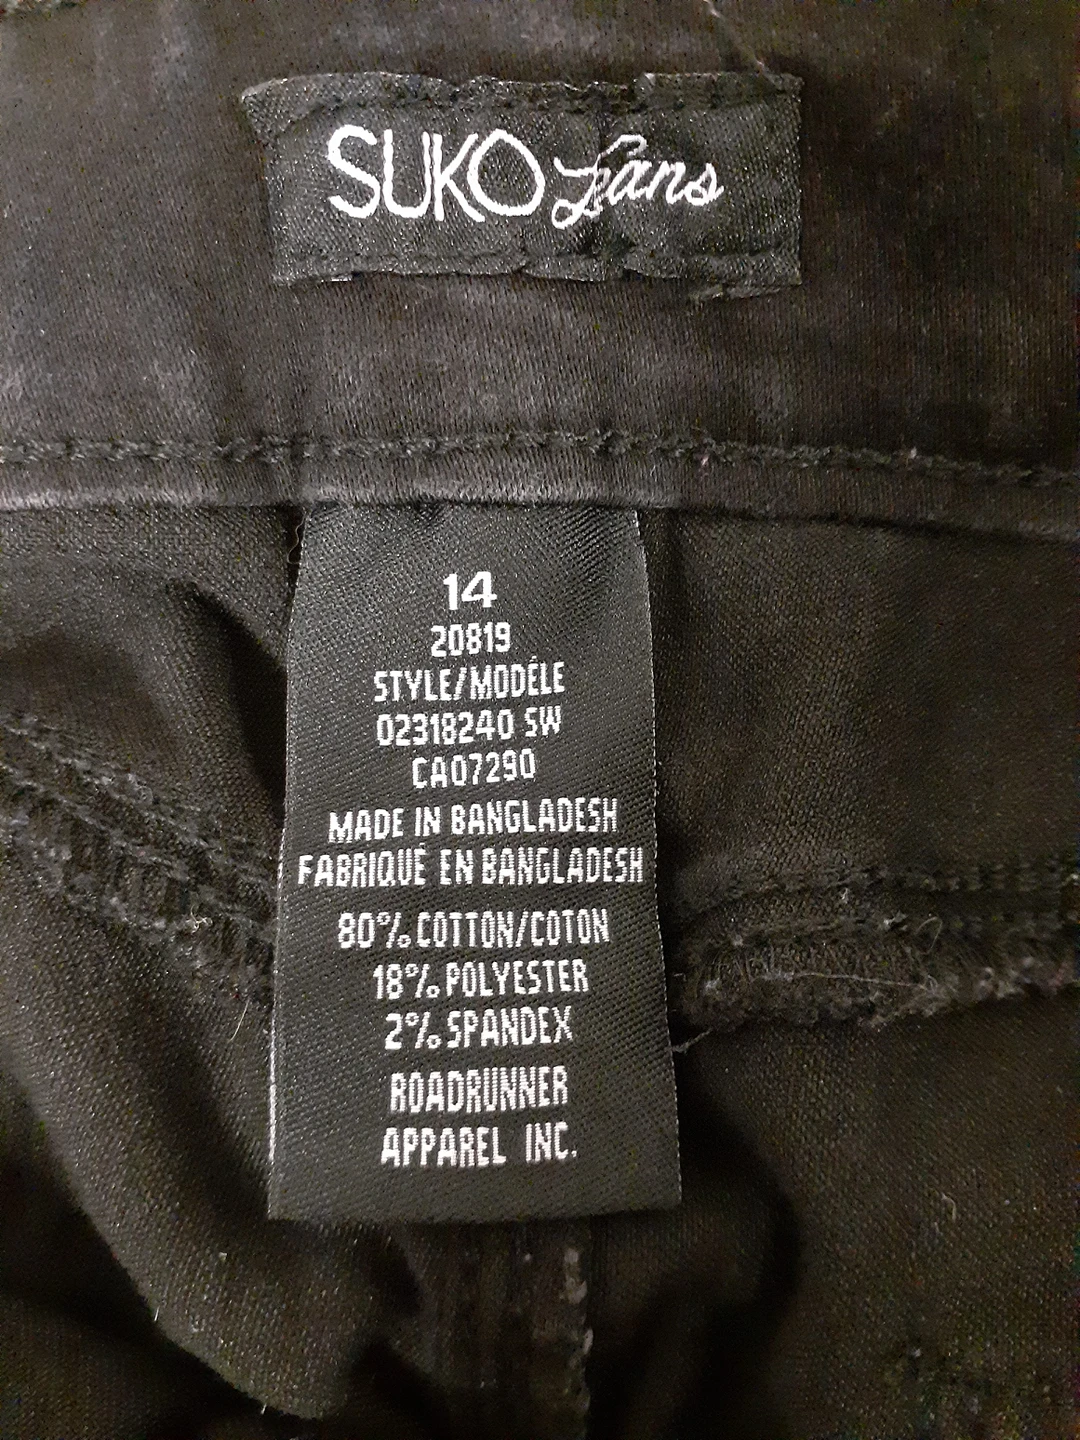 SUKO Jeans
14
20819
STYLE/MODÉLE
02318240 SW
CA07290
MADE IN BANGLADESH
FABRIQUÉ EN BANGLADESH
80% COTTON/COTON
18% POLYESTER
2% SPANDEX
ROADRUNNER
APPAREL INC.